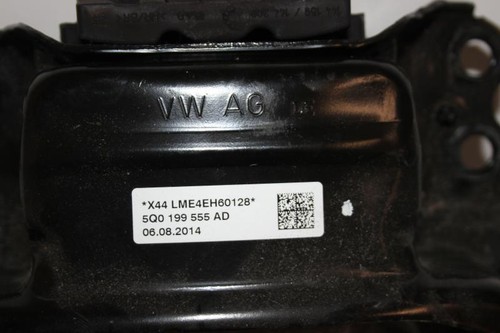 VW AG
*X44 LME4EH60128*
5Q0 199 555 AD
06.08.2014